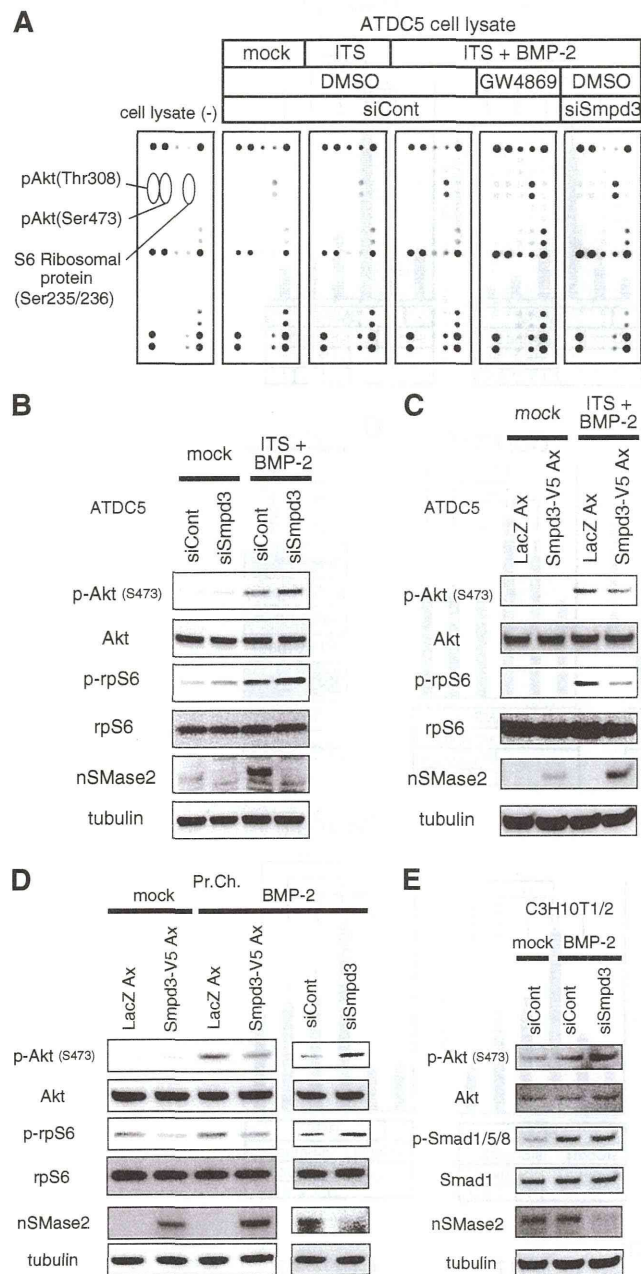 A
ATDC5 cell lysate
mock ITS ITS + BMP-2
DMSO GW4869 DMSO
cell lysate (-) siCont siSmpd3
pAkt(Thr308)
pAkt(Ser473)
S6 Ribosomal
protein
(Ser235/236)
B
mock ITS +
BMP-2
ATDC5
siCont siSmpd3 siCont siSmpd3
p-Akt (S473)
Akt
p-rpS6
rpS6
nSMase2
tubulin
C
mock ITS +
BMP-2
ATDC5
LacZ Ax Smpd3-V5 Ax LacZ Ax Smpd3-V5 Ax
p-Akt (S473)
Akt
p-rpS6
rpS6
nSMase2
tubulin
D
Pr.Ch.
mock BMP-2
LacZ Ax Smpd3-V5 Ax LacZ Ax Smpd3-V5 Ax siCont siSmpd3
p-Akt (S473)
Akt
p-rpS6
rpS6
nSMase2
tubulin
E
C3H10T1/2
mock BMP-2
siCont siCont siSmpd3
p-Akt (S473)
Akt
p-Smad1/5/8
Smad1
nSMase2
tubulin